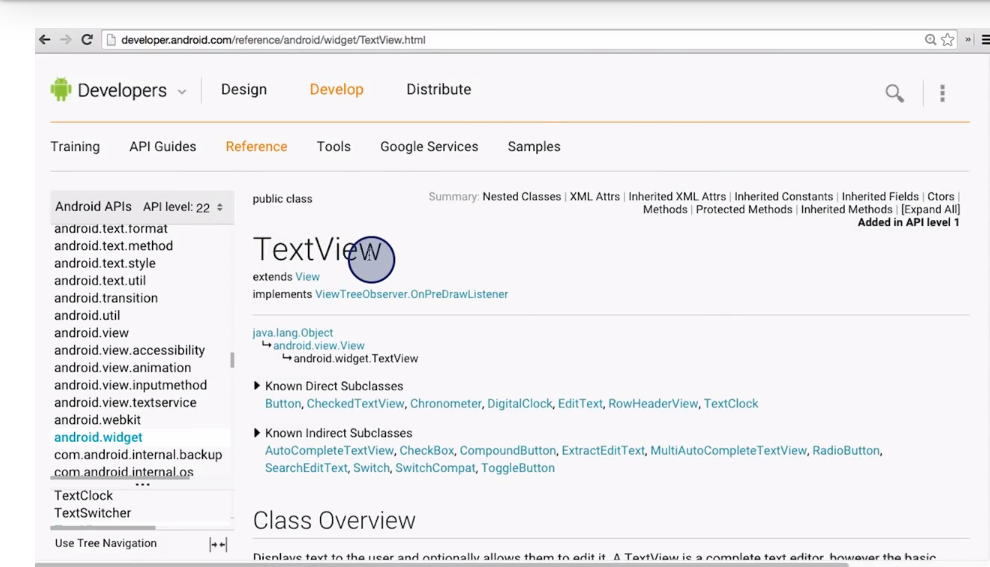 developer.android.com/reference/android/widget/TextView.html
Developers Design Develop Distribute
Training API Guides Reference Tools Google Services Samples
Android APIs API level: 22
android.text.format
android.text.method
android.text.style
android.text.util
android.transition
android.util
android.view
android.view.accessibility
android.view.animation
android.view.inputmethod
android.view.textservice
android.webkit
android.widget
com.android.internal.backup
com.android.internal.os
TextClock
TextSwitcher
Use Tree Navigation
public class
Summary: Nested Classes | XML Attrs | Inherited XML Attrs | Inherited Constants | Inherited Fields | Ctors |
Methods | Protected Methods | Inherited Methods | [Expand All]
Added in API level 1
TextView
extends View
implements ViewTreeObserver.OnPreDrawListener
java.lang.Object
↳android.view.View
↳android.widget.TextView
Known Direct Subclasses
Button, CheckedTextView, Chronometer, DigitalClock, EditText, RowHeaderView, TextClock
Known Indirect Subclasses
AutoCompleteTextView, CheckBox, CompoundButton, ExtractEditText, MultiAutoCompleteTextView, RadioButton,
SearchEditText, Switch, SwitchCompat, ToggleButton
Class Overview
Displays text to the user and optionally allows them to edit it. A TextView is a complete text editor, however the basic